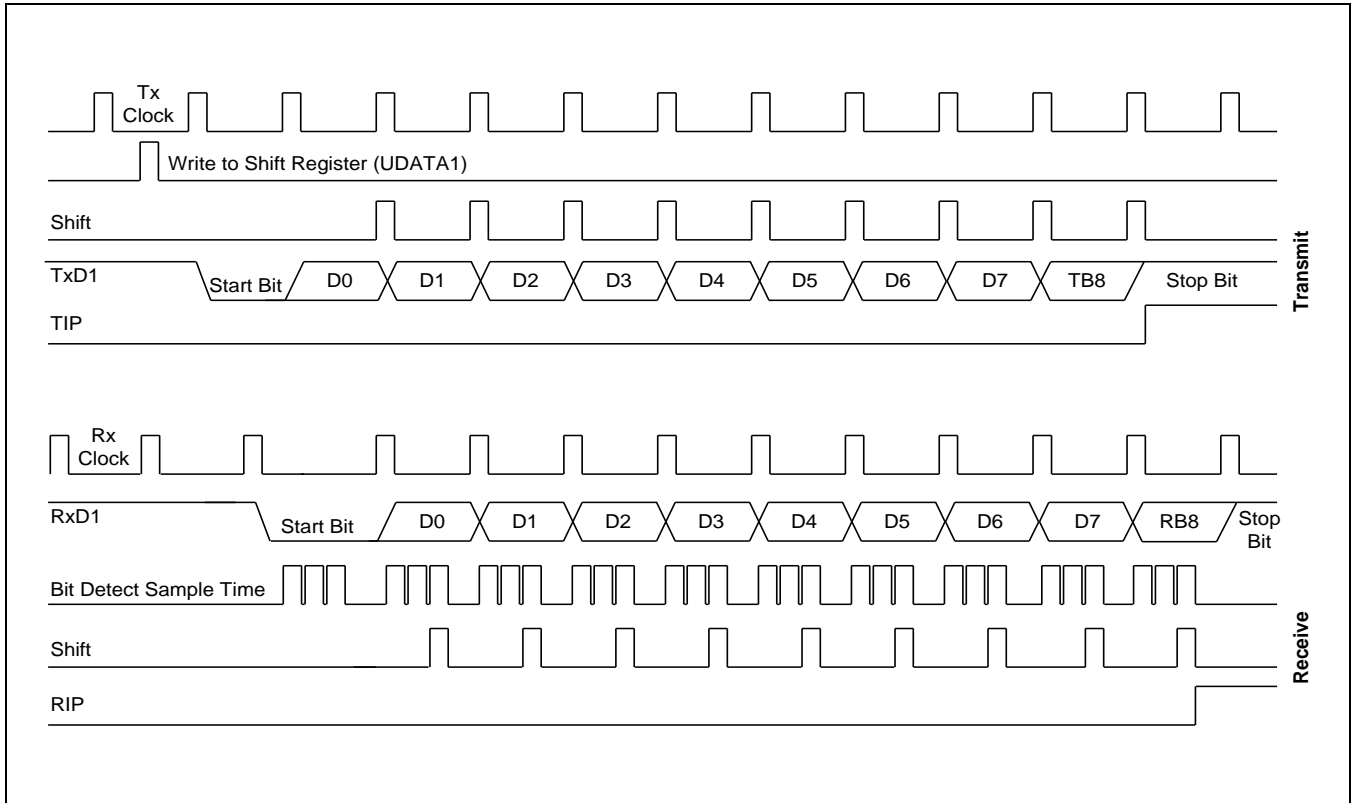 Tx
Clock
Write to Shift Register (UDATA1)
Shift
TxD1
Start Bit
D0
D1
D2
D3
D4
D5
D6
D7
TB8
Stop Bit
TIP
Transmit
Rx
Clock
RxD1
Start Bit
D0
D1
D2
D3
D4
D5
D6
D7
RB8
Stop
Bit
Bit Detect Sample Time
Shift
RIP
Receive